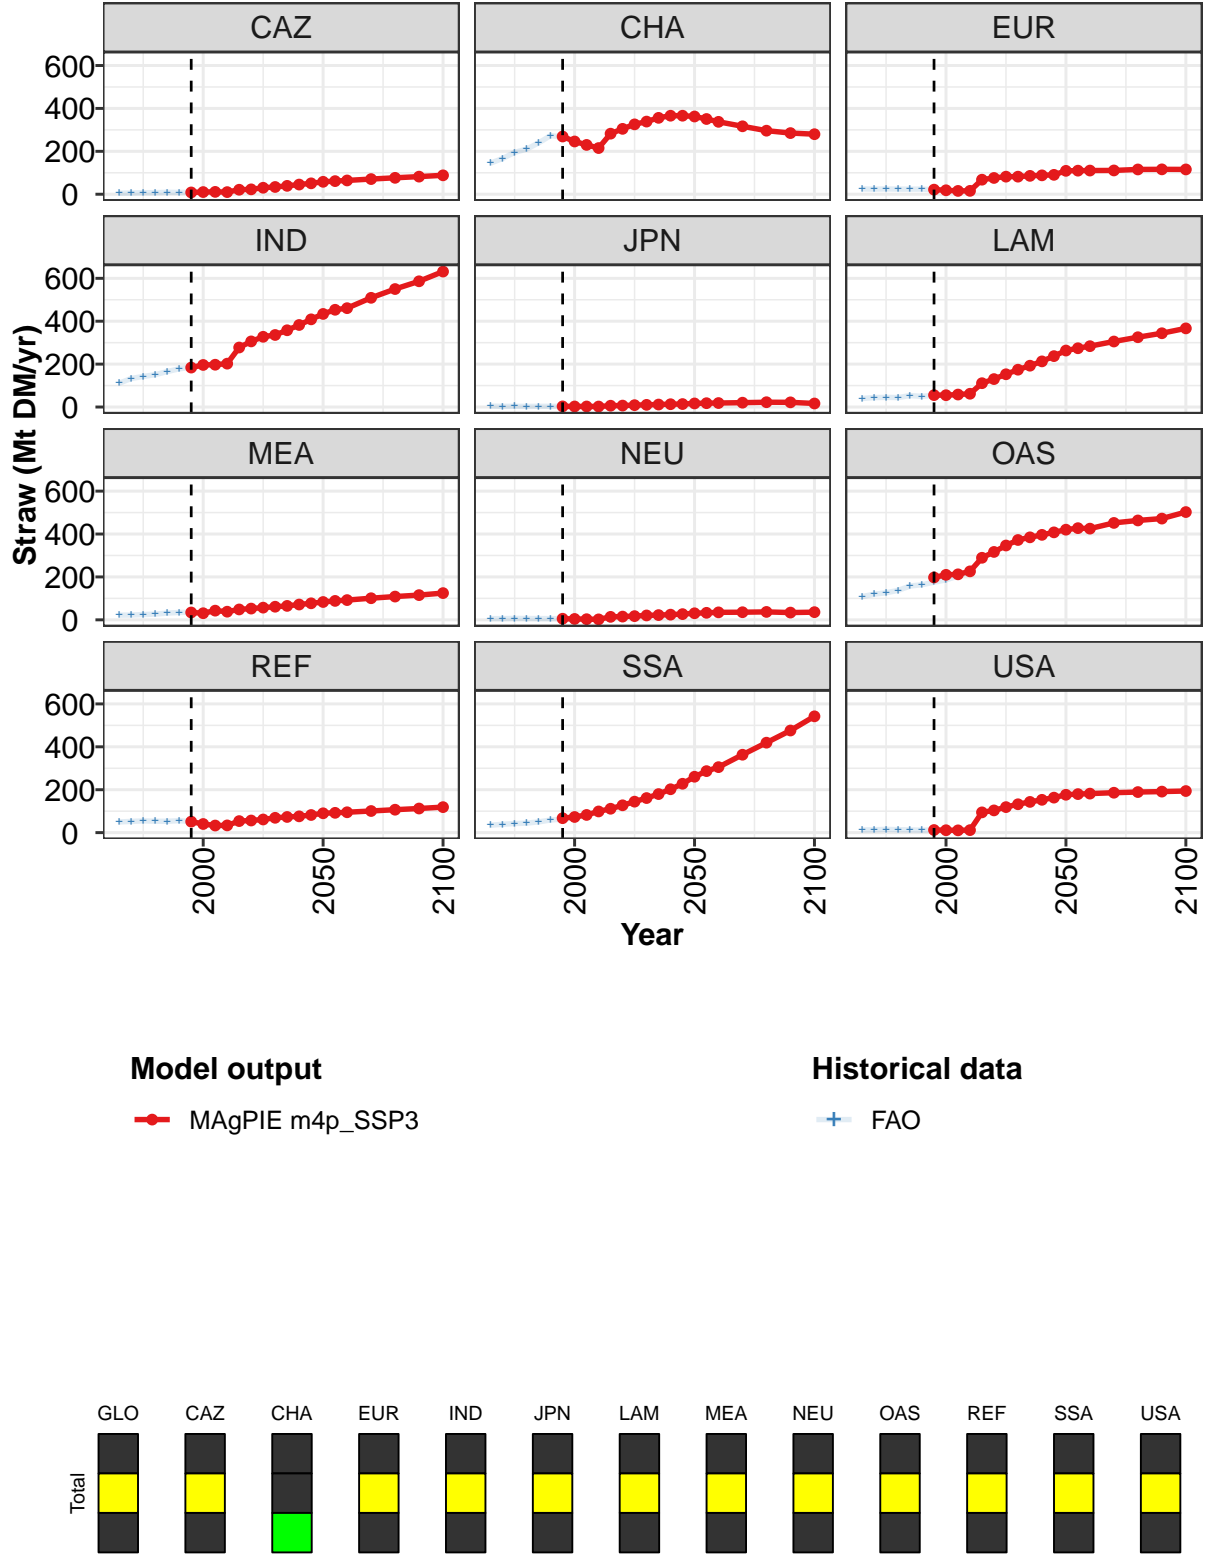 CAZ CHA EUR
600
400
200
0
IND JPN LAM
600
400
200
0
MEA NEU OAS
600
400
200
0
REF SSA USA
600
400
200
0
Straw (Mt DM/yr)
2000 2050 2100 2000 2050 2100 2000 2050 2100
Year
Model output Historical data
MAgPIE m4p_SSP3 FAO
GLO CAZ CHA EUR IND JPN LAM MEA NEU OAS REF SSA USA
Total